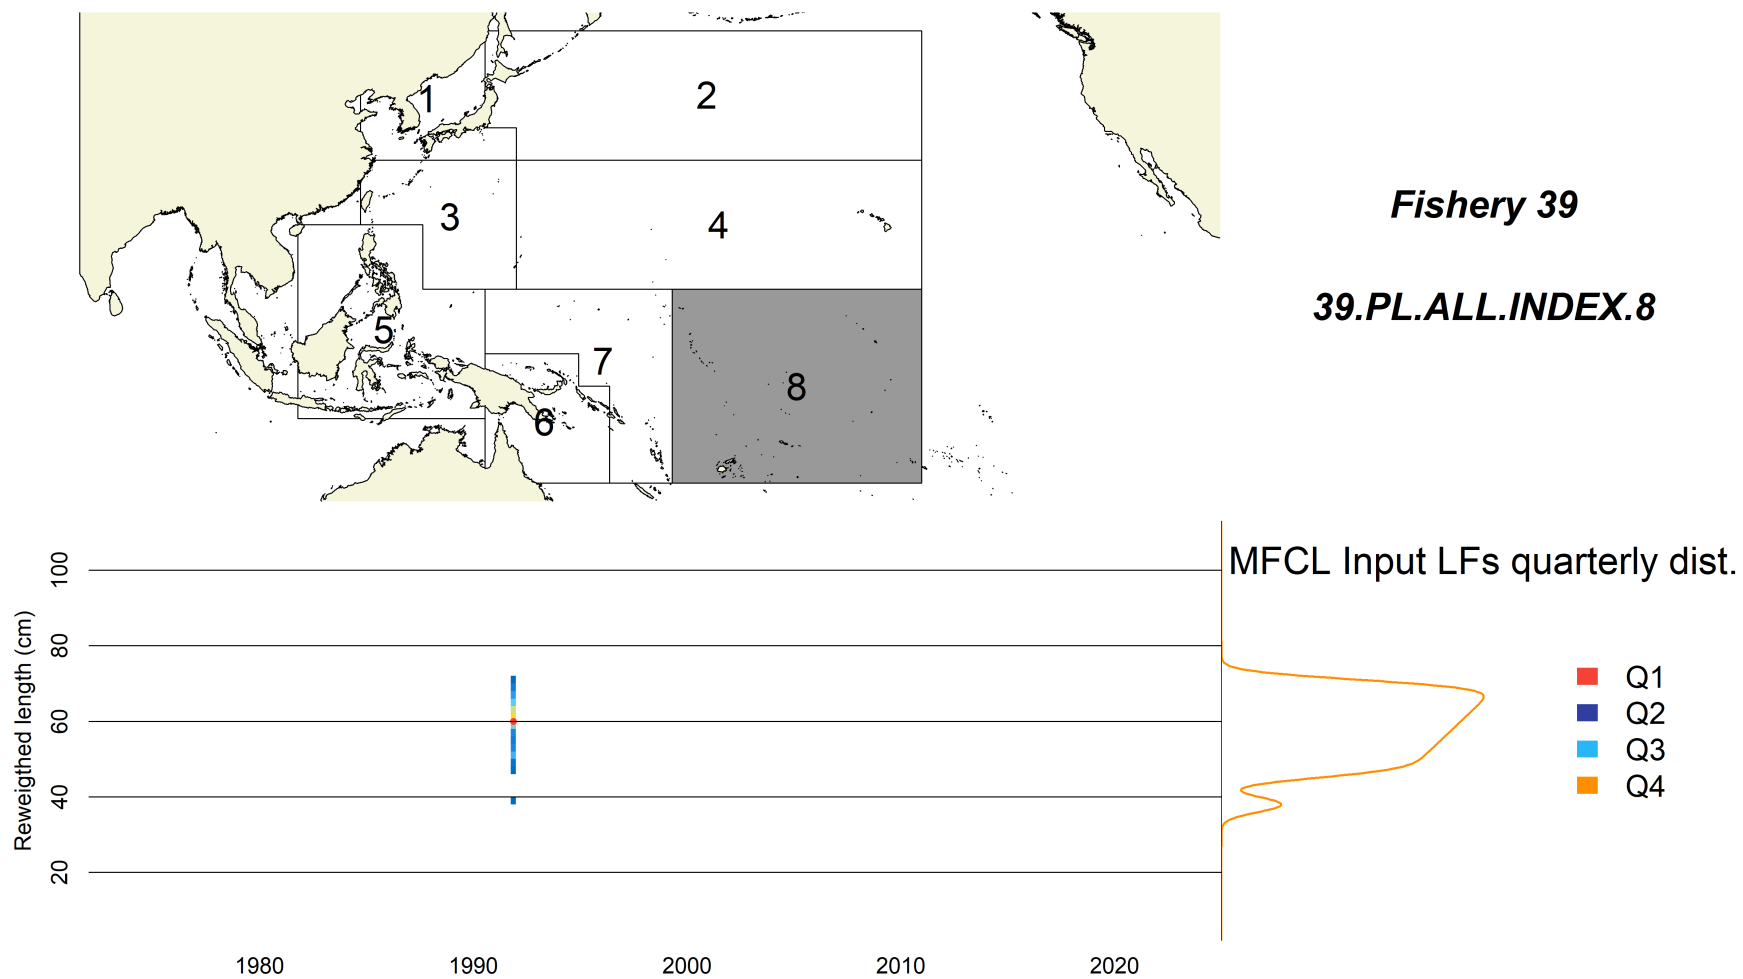 1
2
3
4
5
6
7
8
Fishery 39
39.PL.ALL.INDEX.8
MFCL Input LFs quarterly dist.
Reweigthed length (cm)
100
80
60
40
20
1980
1990
2000
2010
2020
Q1
Q2
Q3
Q4